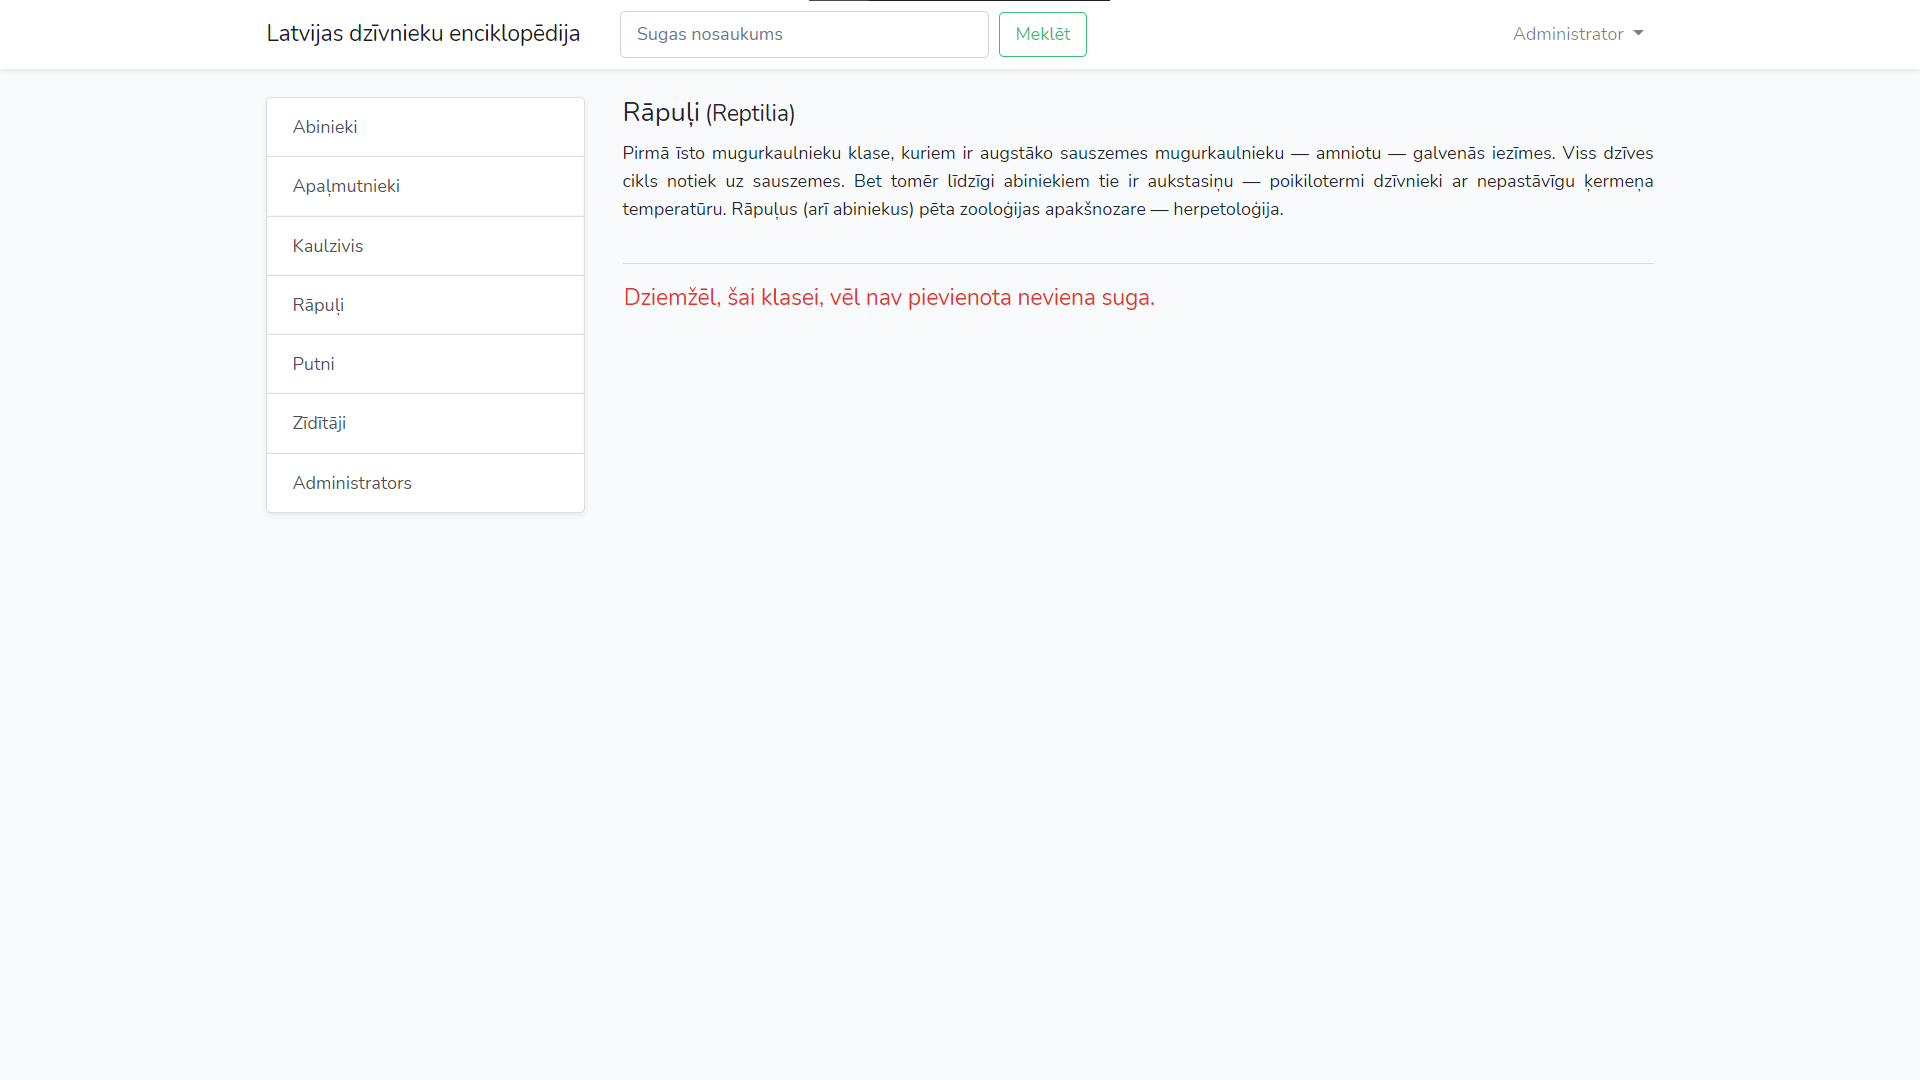 Latvijas dzīvnieku enciklopēdija
Sugas nosaukums
Meklēt
Administrator
Abinieki
Apaļmutnieki
Kaulzivis
Rāpuļi
Putni
Zīdītāji
Administrators
Rāpuļi (Reptilia)
Pirmā īsto mugurkaulnieku klase, kuriem ir augstāko sauszemes mugurkaulnieku — amniotu — galvenās iezīmes. Viss dzīves
cikls notiek uz sauszemes. Bet tomēr līdzīgi abiniekiem tie ir aukstasiņu — poikilotermi dzīvnieki ar nepastāvīgu ķermeņa
temperatūru. Rāpuļus (arī abiniekus) pēta zooloģijas apakšnozare — herpetoloģija.
Dziemžēl, šai klasei, vēl nav pievienota neviena suga.